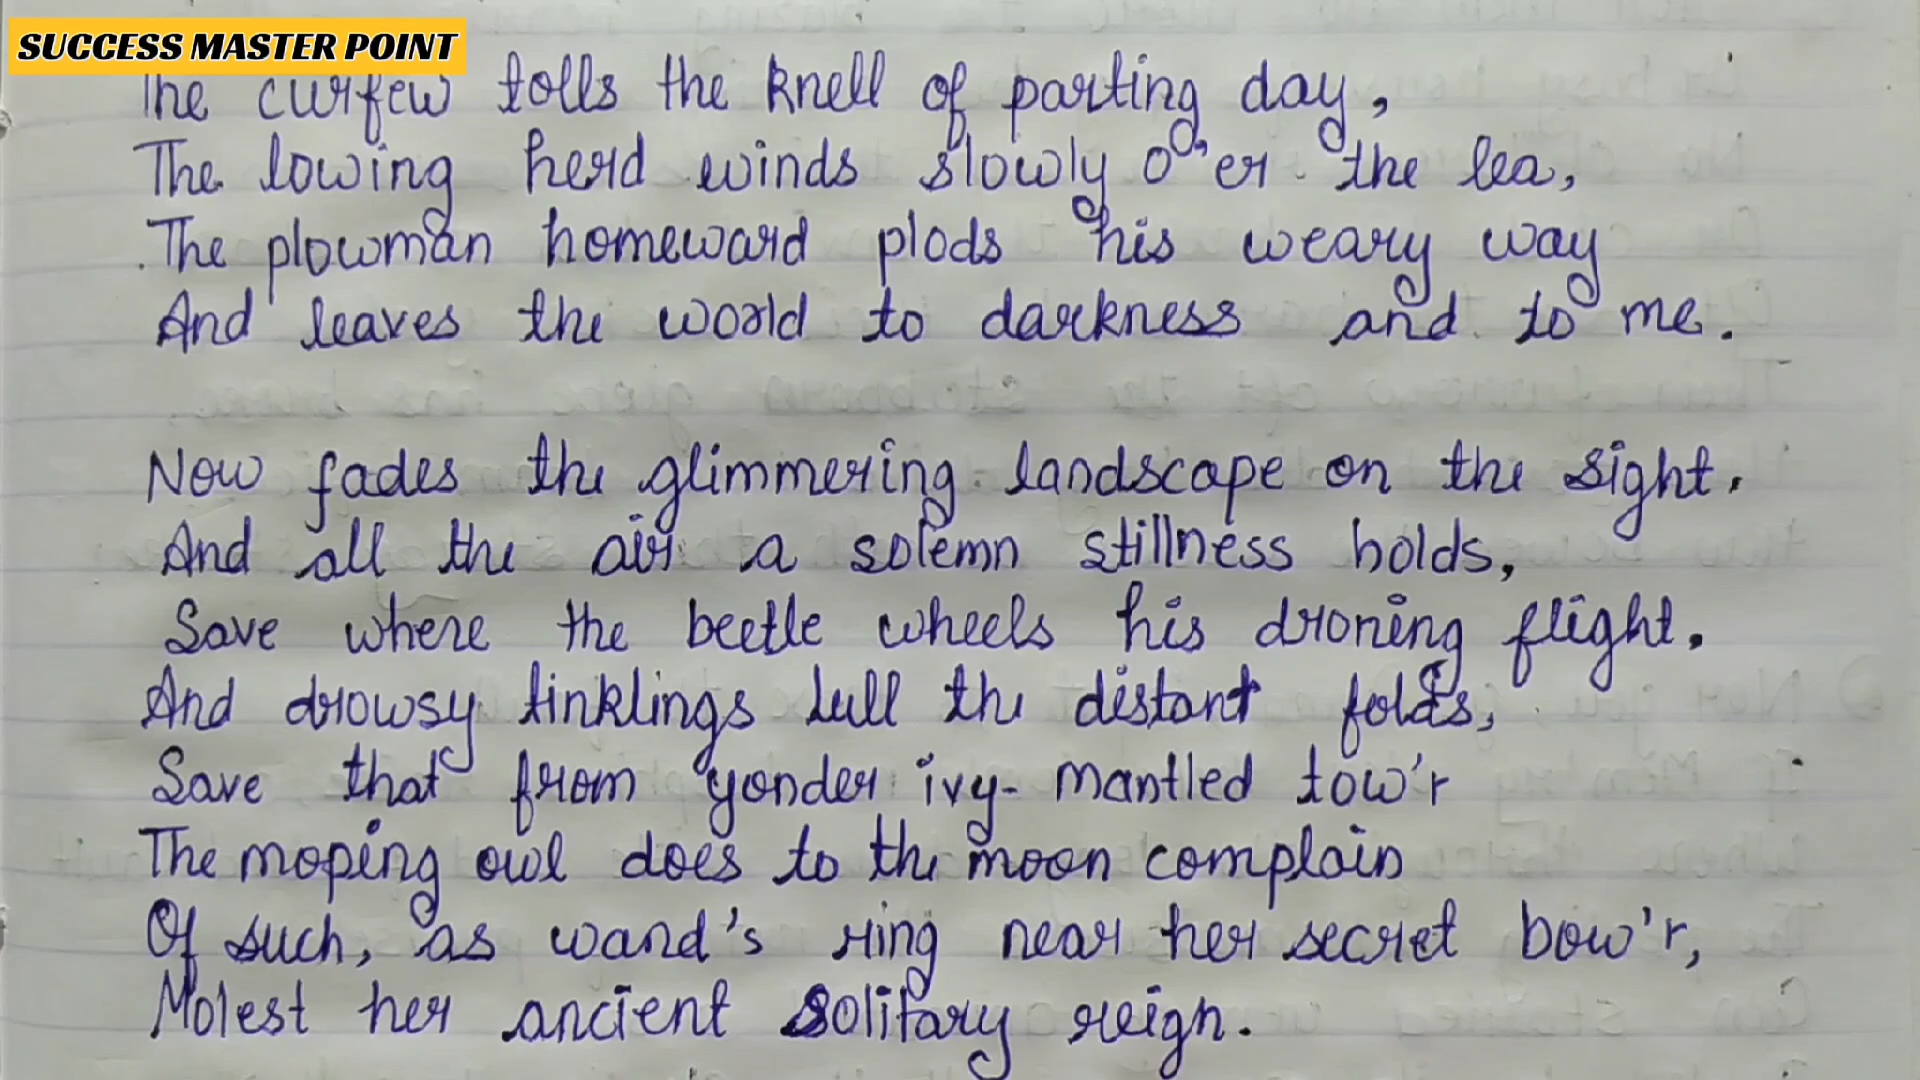 SUCCESS MASTER POINT
The curfew tolls the knell of parting day,
The lowing herd winds slowly o'er the lea,
The plowman homeward plods his weary way
And leaves the world to darkness and to me.
Now fades the glimmering landscape on the sight.
And all the air a solemn stillness holds,
Save where the beetle wheels his droning flight.
And drowsy tinklings lull the distant folds,
Save that from yonder ivy-mantled tow'r
The moping owl does to the moon complain
Of such, as wand's ring near her secret bow'r,
Molest her ancient solitary reign.